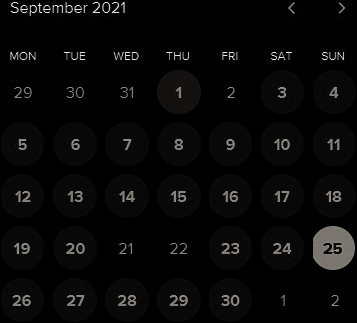 September 2021
MON TUE WED THU FRI SAT SUN
29 30 31 1 2 3 4
5 6 7 8 9 10 11
12 13 14 15 16 17 18
19 20 21 22 23 24 25
26 27 28 29 30 1 2